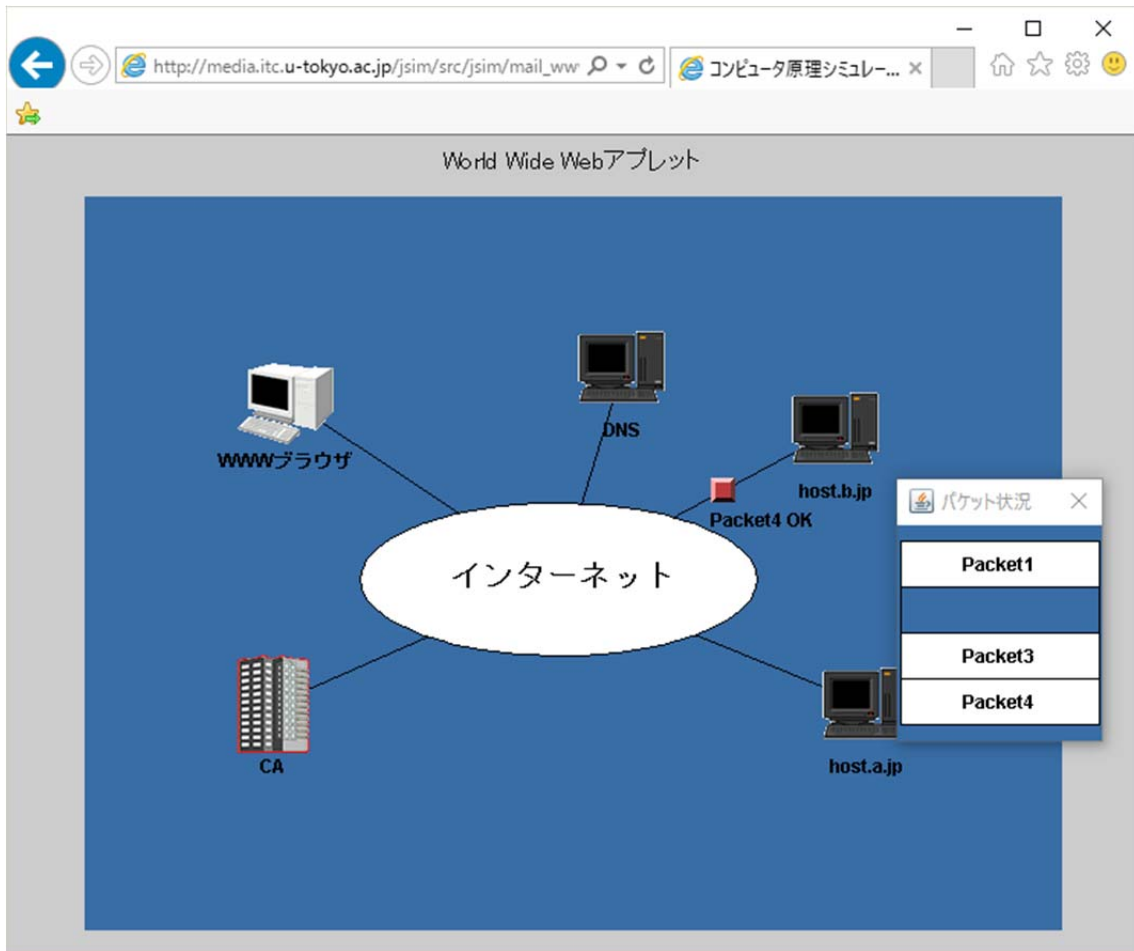 http://media.itc.u-tokyo.ac.jp/jsim/src/jsim/mail_ww
コンピュータ原理シミュレー...
World Wide Webアプレット
DNS
WWWブラウザ
host.b.jp
Packet4 OK
インターネット
パケット状況
Packet1
Packet3
Packet4
CA
host.a.jp